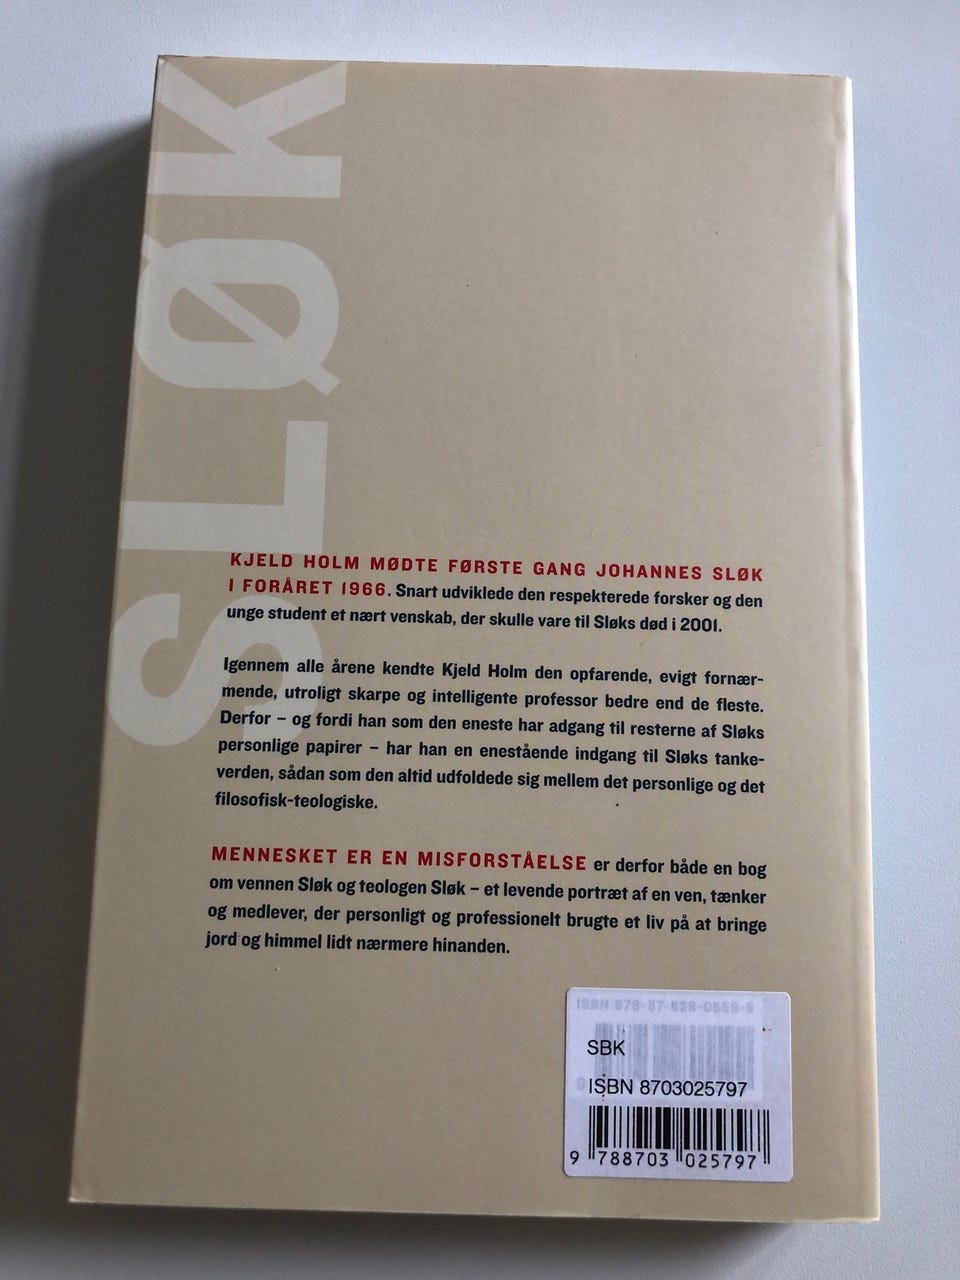 SLØK
KJELD HOLM MØDTE FØRSTE GANG JOHANNES SLØK
I FORÅRET 1966. Snart udviklede den respekterede forsker og den
unge student et nært venskab, der skulle vare til Sløks død i 2001.
Igennem alle årene kendte Kjeld Holm den opfarende, evigt fornær-
mende, utroligt skarpe og intelligente professor bedre end de fleste.
Derfor – og fordi han som den eneste har adgang til resterne af Sløks
personlige papirer – har han en enestående indgang til Sløks tanke-
verden, sådan som den altid udfoldede sig mellem det personlige og det
filosofisk-teologiske.
MENNESKET ER EN MISFORSTÅELSE er derfor både en bog
om vennen Sløk og teologen Sløk – et levende portræt af en ven, tænker
og medlever, der personligt og professionelt brugte et liv på at bringe
jord og himmel lidt nærmere hinanden.
SBK
ISBN 8703025797
9 788703 025797